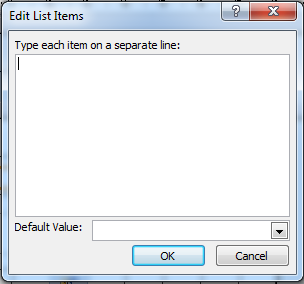 Edit List Items
Type each item on a separate line:
Default Value:
OK
Cancel